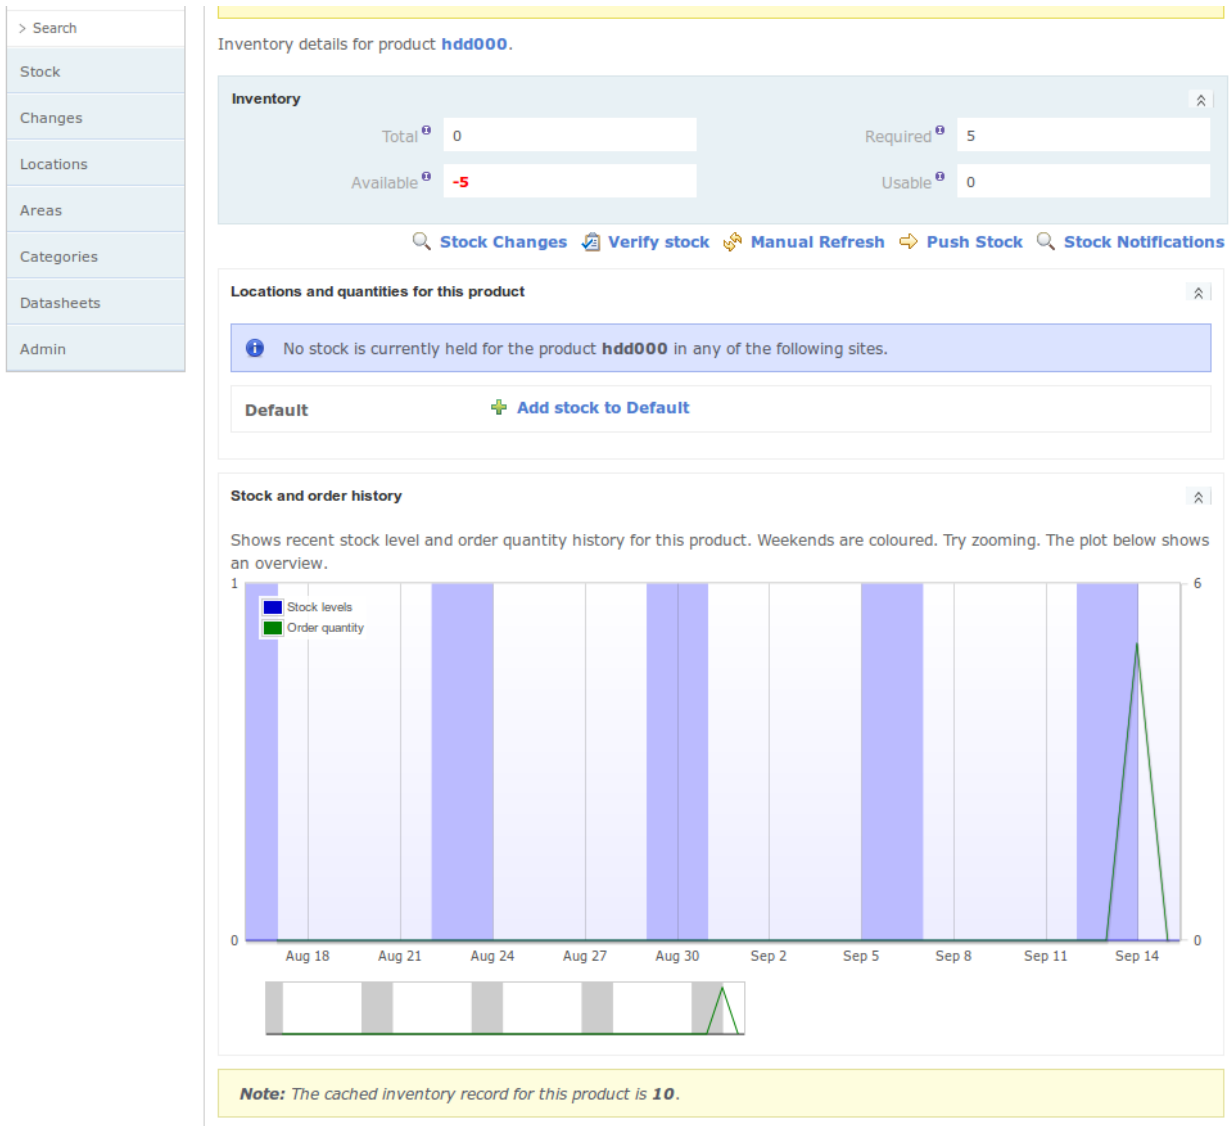 > Search
Stock
Changes
Locations
Areas
Categories
Datasheets
Admin
Inventory details for product hdd000.
Inventory
Total 0
Required 5
Available -5
Usable 0
Stock Changes Verify stock Manual Refresh Push Stock Stock Notifications
Locations and quantities for this product
No stock is currently held for the product hdd000 in any of the following sites.
Default Add stock to Default
Stock and order history
Shows recent stock level and order quantity history for this product. Weekends are coloured. Try zooming. The plot below shows
an overview.
1 6
Stock levels
Order quantity
0 0
Aug 18 Aug 21 Aug 24 Aug 27 Aug 30 Sep 2 Sep 5 Sep 8 Sep 11 Sep 14
Note: The cached inventory record for this product is 10.